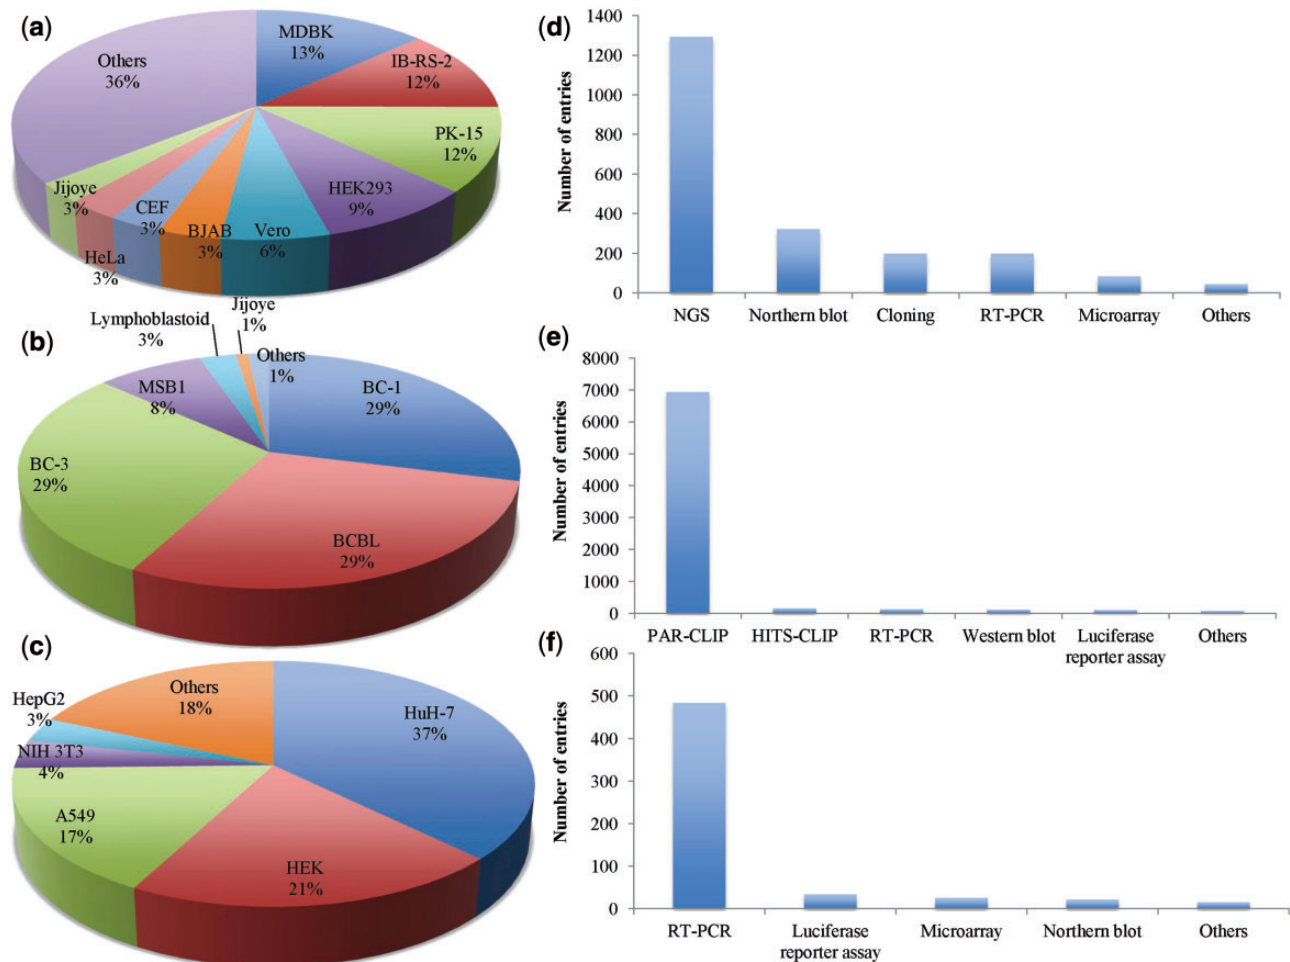 (a)
MDBK
13%
IB-RS-2
12%
PK-15
12%
HEK293
9%
Vero
6%
BJAB
3%
CEF
3%
HeLa
3%
Jijoye
3%
Others
36%
(b)
Lymphoblastoid
3%
Jijoye
1%
Others
1%
BC-1
29%
BCBL
29%
BC-3
29%
MSB1
8%
(c)
HepG2
3%
Others
18%
HuH-7
37%
HEK
21%
A549
17%
NIH 3T3
4%
(d)
Number of entries
1400
1200
1000
800
600
400
200
0
NGS
Northern blot
Cloning
RT-PCR
Microarray
Others
(e)
Number of entries
8000
7000
6000
5000
4000
3000
2000
1000
0
PAR-CLIP
HITS-CLIP
RT-PCR
Western blot
Luciferase
reporter assay
Others
(f)
Number of entries
600
500
400
300
200
100
0
RT-PCR
Luciferase
reporter assay
Microarray
Northern blot
Others